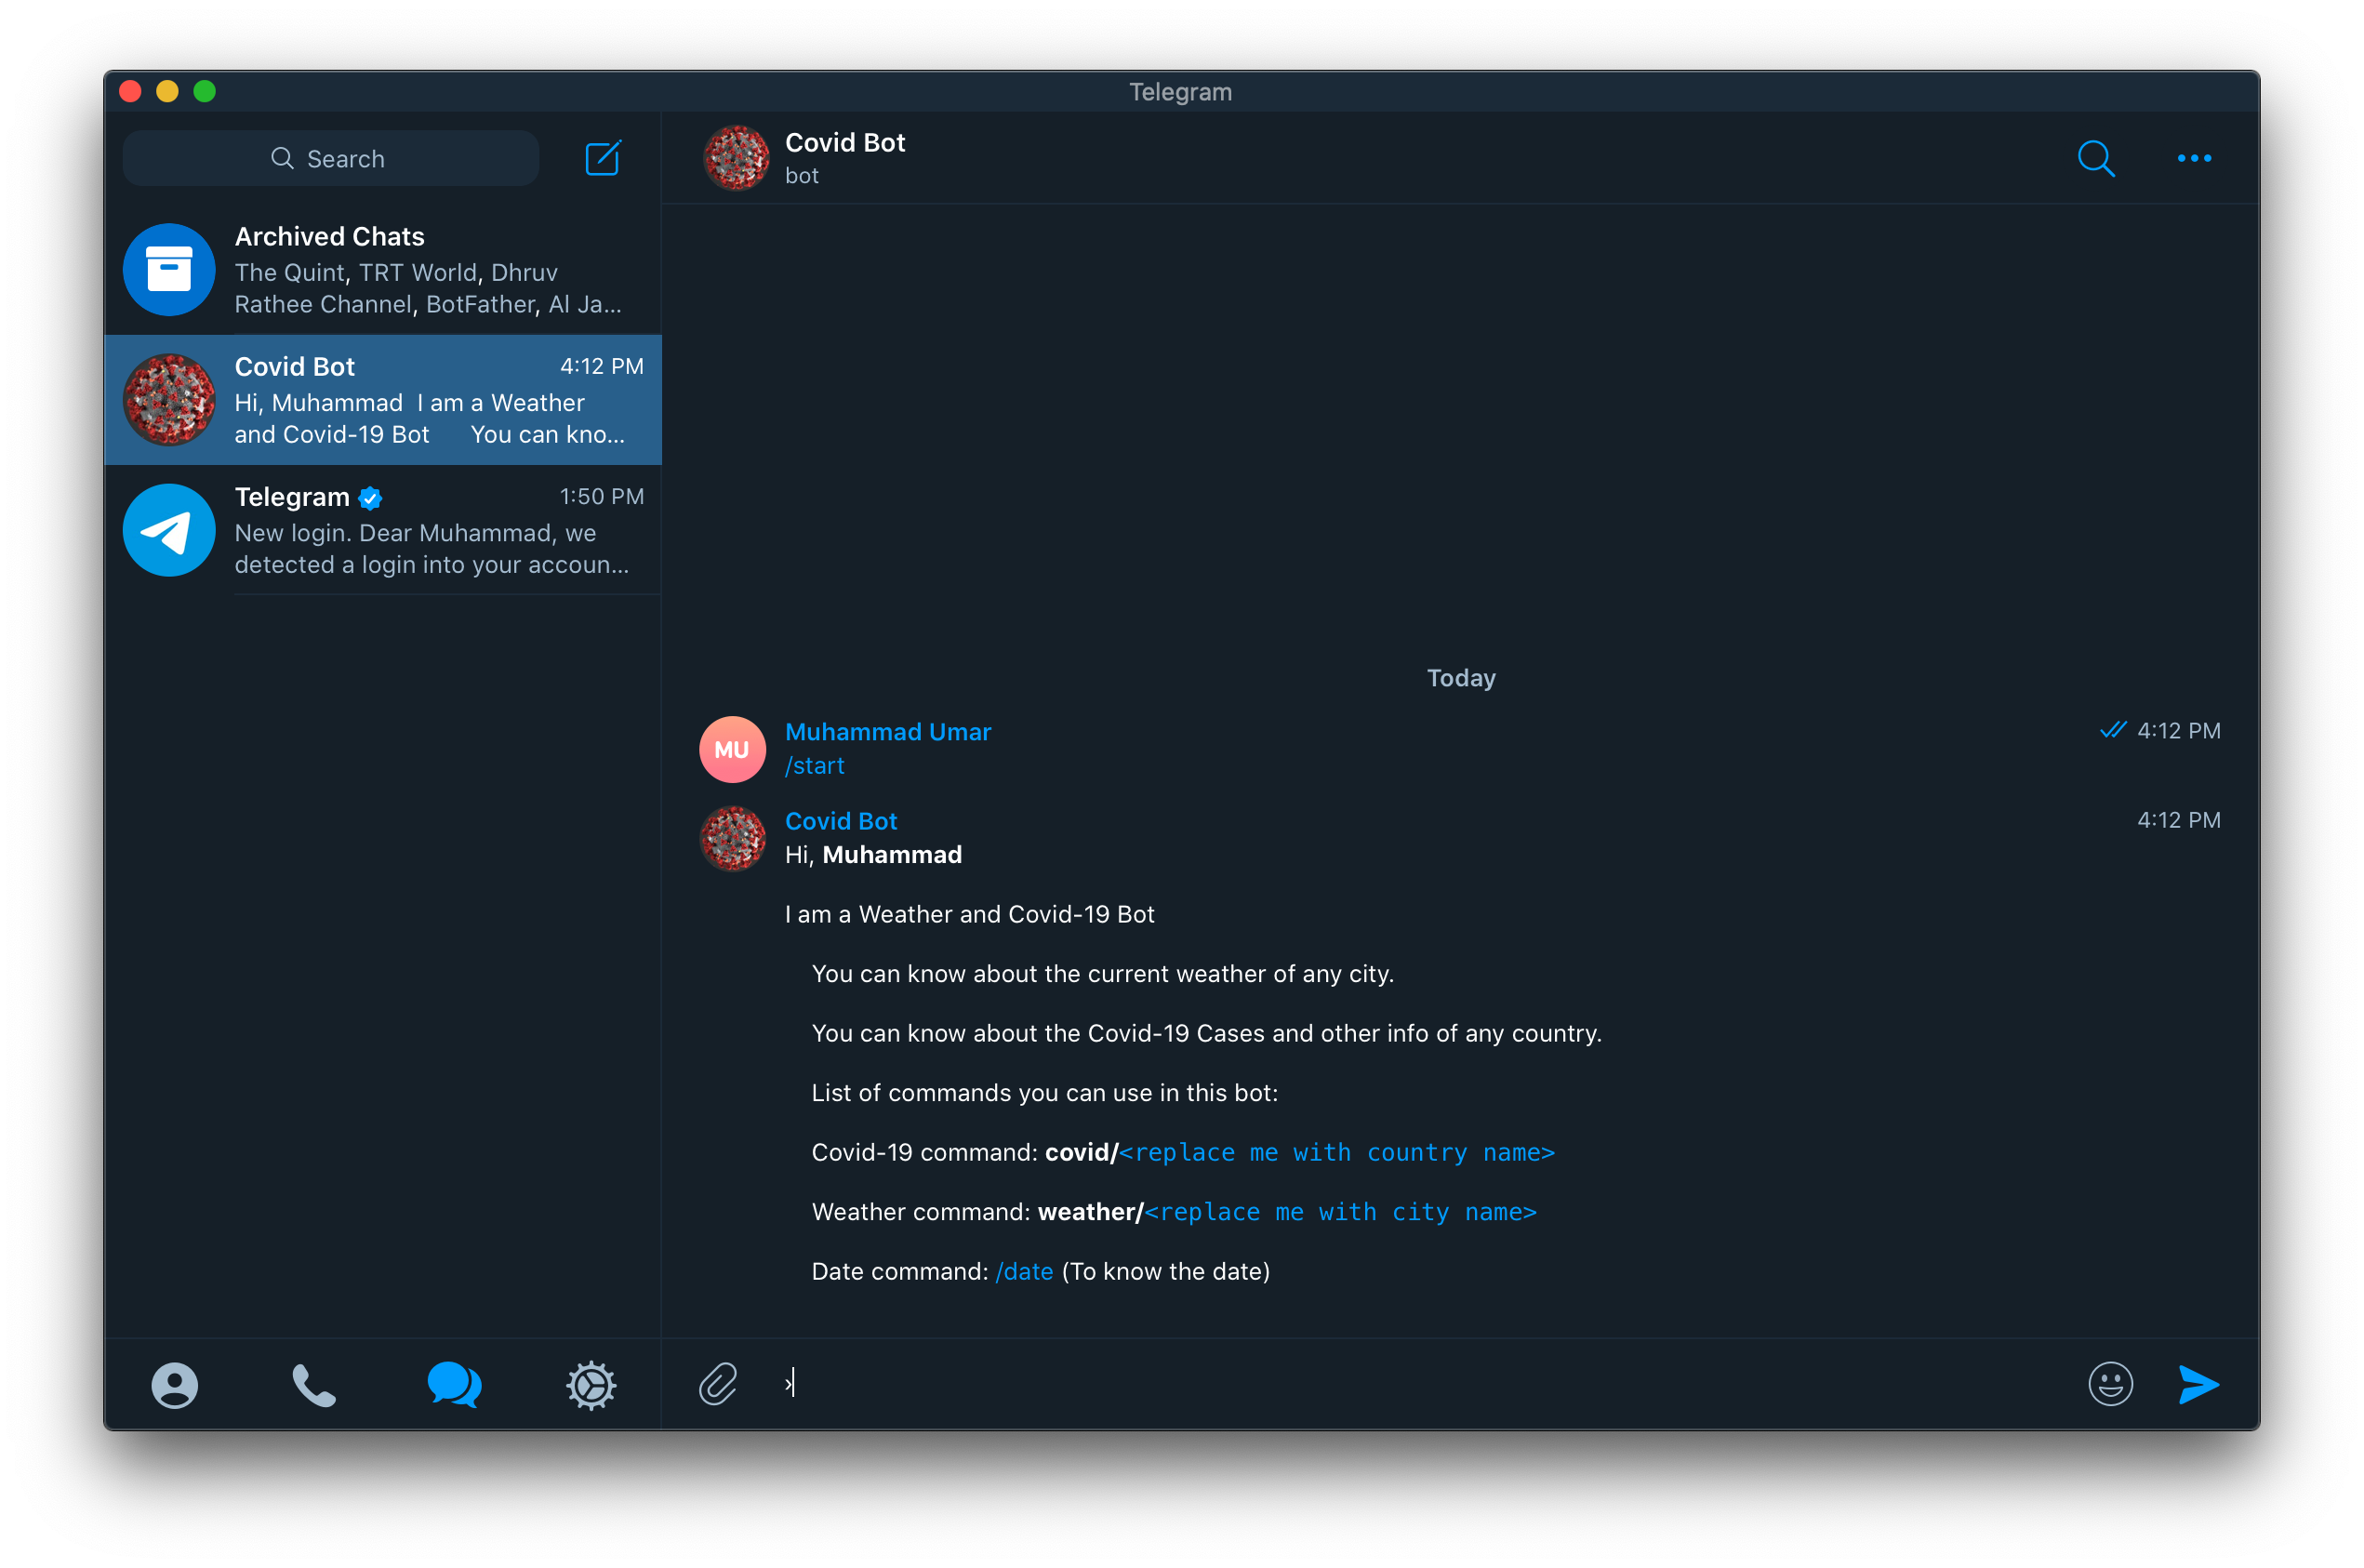 Telegram
Search
Archived Chats
The Quint, TRT World, Dhruv
Rathee Channel, BotFather, Al Ja...
Covid Bot 4:12 PM
Hi, Muhammad I am a Weather
and Covid-19 Bot You can kno...
Telegram 1:50 PM
New login. Dear Muhammad, we
detected a login into your accoun...
Covid Bot
bot
Today
MU
Muhammad Umar 4:12 PM
/start
Covid Bot 4:12 PM
Hi, Muhammad
I am a Weather and Covid-19 Bot
You can know about the current weather of any city.
You can know about the Covid-19 Cases and other info of any country.
List of commands you can use in this bot:
Covid-19 command: covid/<replace me with country name>
Weather command: weather/<replace me with city name>
Date command: /date (To know the date)